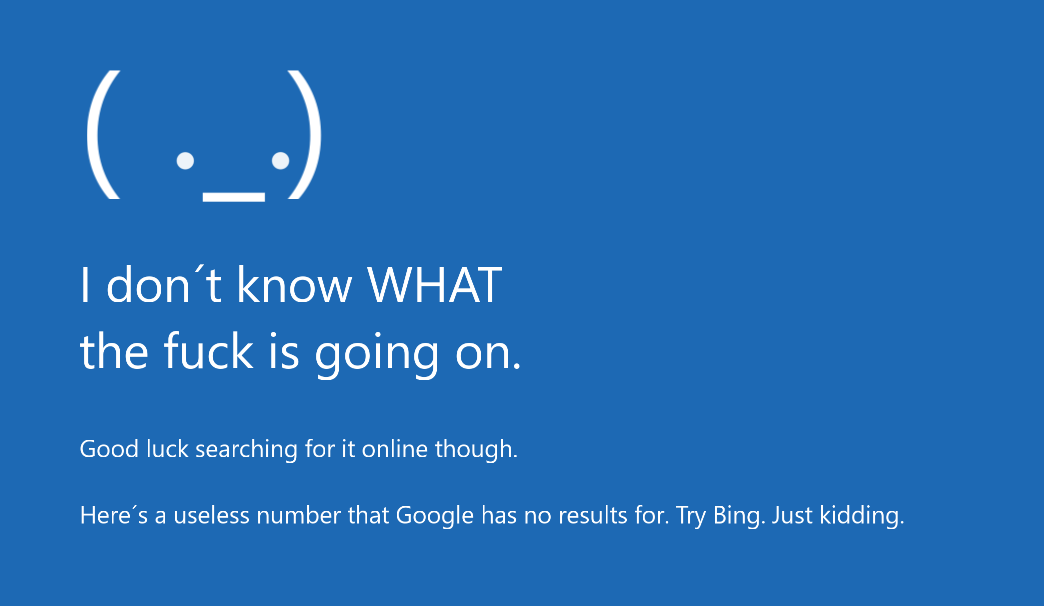 ( ._.)
I don´t know WHAT
the fuck is going on.
Good luck searching for it online though.
Here´s a useless number that Google has no results for. Try Bing. Just kidding.